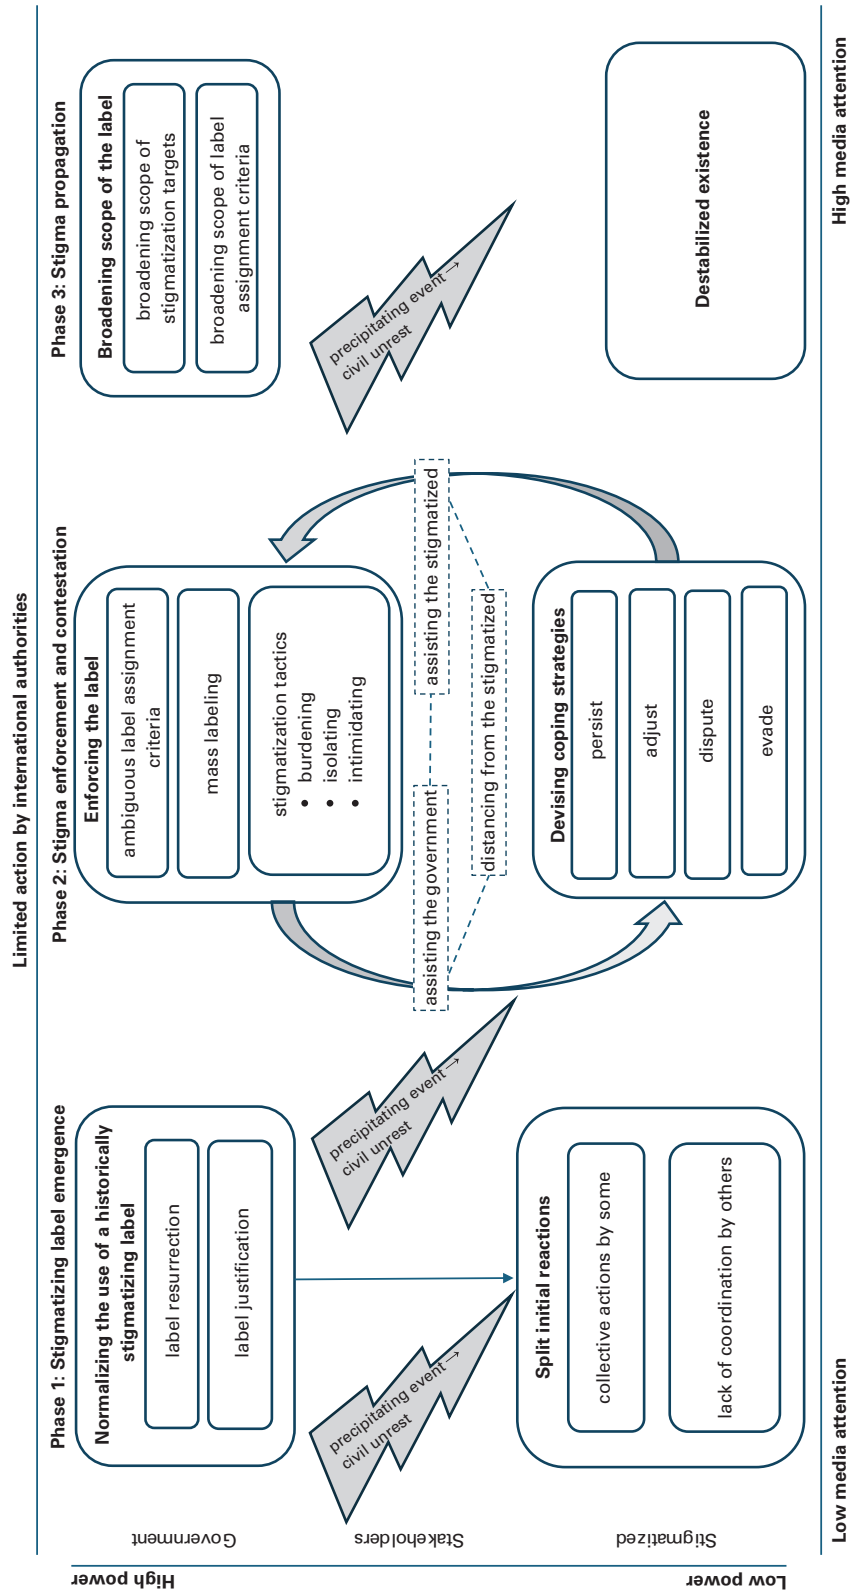 Limited action by international authorities
Phase 1: Stigmatizing label emergence
Phase 2: Stigma enforcement and contestation
Phase 3: Stigma propagation
High power
Government
Stakeholders
Stigmatized
Low power
Normalizing the use of a historically
stigmatizing label
label resurrection
label justification
precipitating event →
civil unrest
Split initial reactions
collective actions by some
lack of coordination by others
precipitating event →
civil unrest
Enforcing the label
ambiguous label assignment
criteria
mass labeling
stigmatization tactics
• burdening
• isolating
• intimidating
assisting the government
assisting the stigmatized
distancing from the stigmatized
Devising coping strategies
persist
adjust
dispute
evade
Broadening scope of the label
broadening scope of
stigmatization targets
broadening scope of label
assignment criteria
precipitating event →
civil unrest
Destabilized existence
Low media attention
High media attention